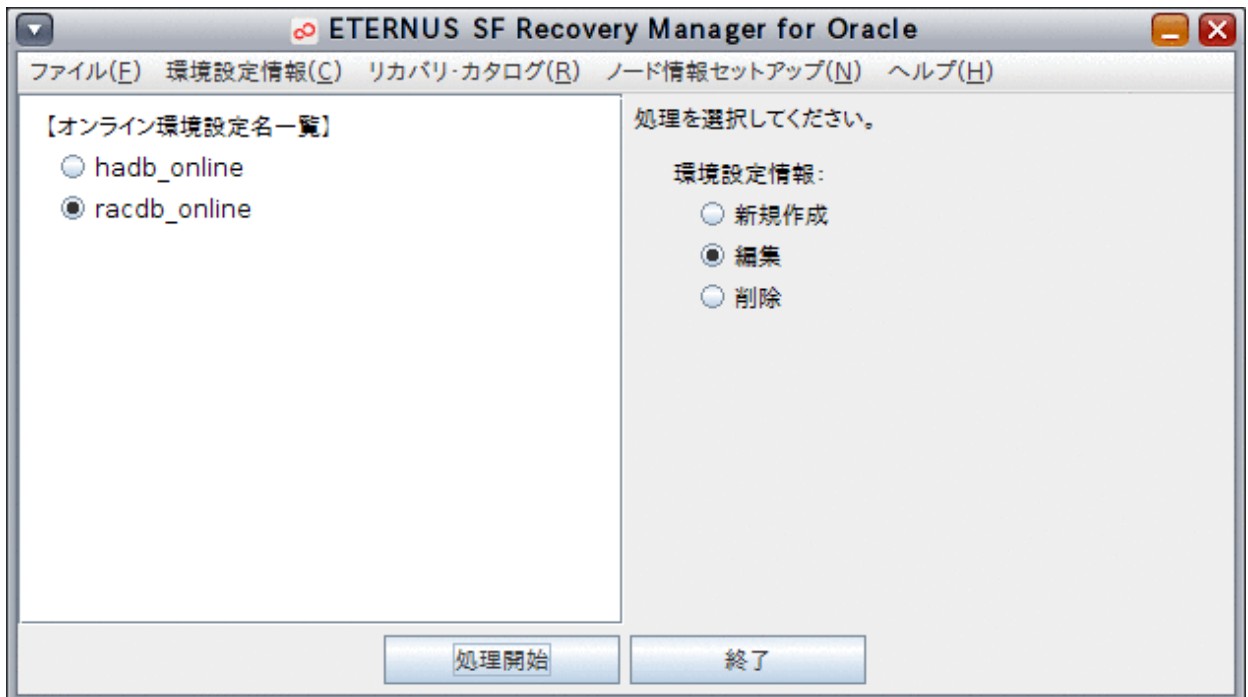 ETERNUS SF Recovery Manager for Oracle
ファイル(F) 環境設定情報(C) リカバリ･カタログ(R) ノード情報セットアップ(N) ヘルプ(H)
【オンライン環境設定名一覧】
hadb_online
racdb_online
処理を選択してください。
環境設定情報:
新規作成
編集
削除
処理開始
終了